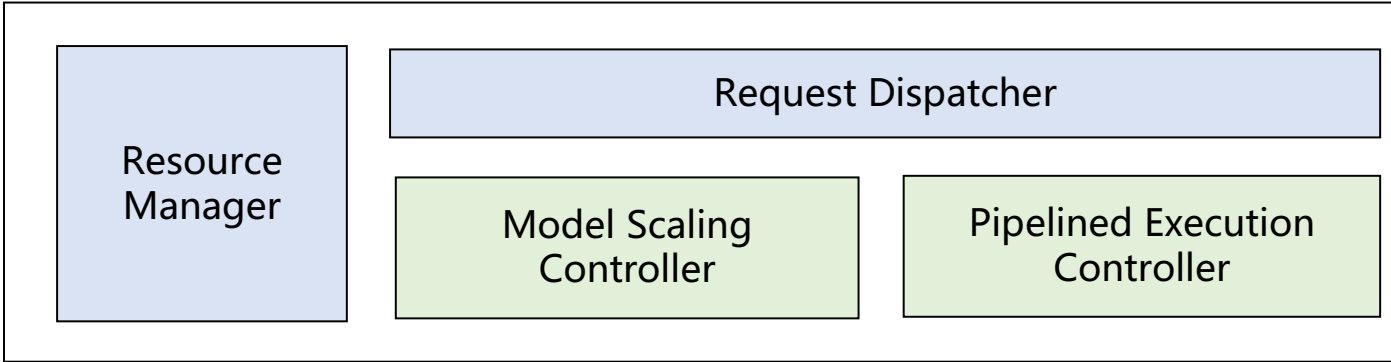 Resource
Manager
Request Dispatcher
Model Scaling
Controller
Pipelined Execution
Controller